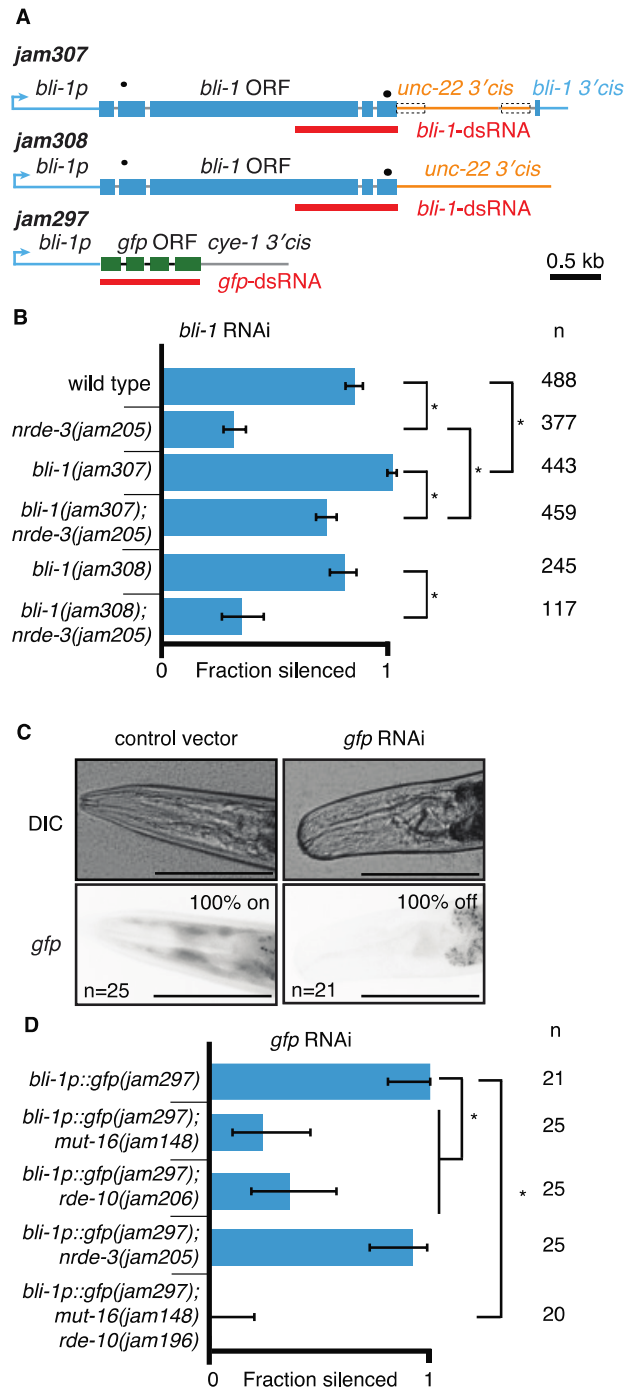 A
jam307
bli-1p bli-1 ORF unc-22 3′cis bli-1 3′cis
bli-1-dsRNA
jam308
bli-1p bli-1 ORF unc-22 3′cis
bli-1-dsRNA
jam297
bli-1p gfp ORF cye-1 3′cis
gfp-dsRNA
0.5 kb
B
bli-1 RNAi n
wild type 488
*
nrde-3(jam205) 377
*
bli-1(jam307) * 443
*
bli-1(jam307);
nrde-3(jam205) 459
bli-1(jam308) 245
*
bli-1(jam308);
nrde-3(jam205) 117
0 Fraction silenced 1
C
control vector gfp RNAi
DIC
gfp
100% on 100% off
n=25 n=21
D
gfp RNAi n
bli-1p::gfp(jam297) 21
*
bli-1p::gfp(jam297);
mut-16(jam148) 25
bli-1p::gfp(jam297);
rde-10(jam206) * 25
bli-1p::gfp(jam297);
nrde-3(jam205) 25
bli-1p::gfp(jam297);
mut-16(jam148) 20
rde-10(jam196)
0 Fraction silenced 1